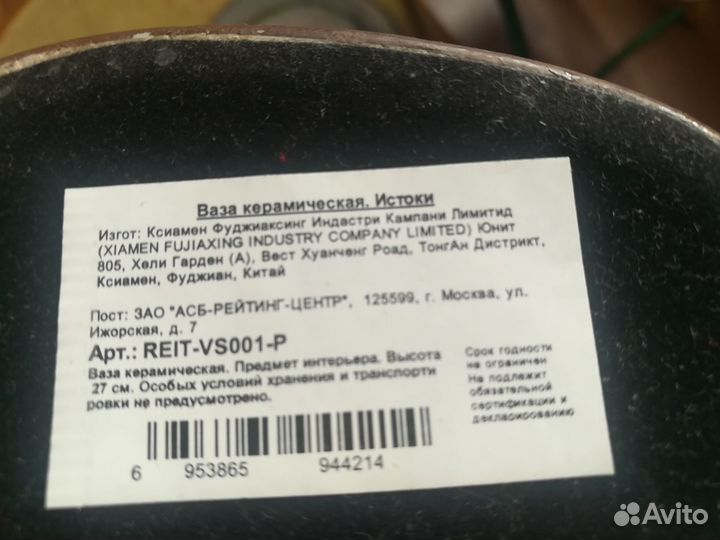 Ваза керамическая. Истоки
Изгот: Ксиамен Фуджиаксинг Индастри Кампани Лимитид
(XIAMEN FUJIAXING INDUSTRY COMPANY LIMITED) Юнит
805, Хели Гарден (А), Вест Хуанченг Роад, ТонгАн Дистрикт,
Ксиамен, Фуджиан, Китай
Пост: ЗАО "АСБ-РЕЙТИНГ-ЦЕНТР", 125599, г. Москва, ул.
Ижорская, д. 7
Арт.: REIT-VS001-P
Ваза керамическая. Предмет интерьера. Высота
27 см. Особых условий хранения и транспорти
ровки не предусмотрено.
Срок годности
не ограничен
Не подлежит
обязательной
сертификации и
декларированию
6 953865 944214
Avito